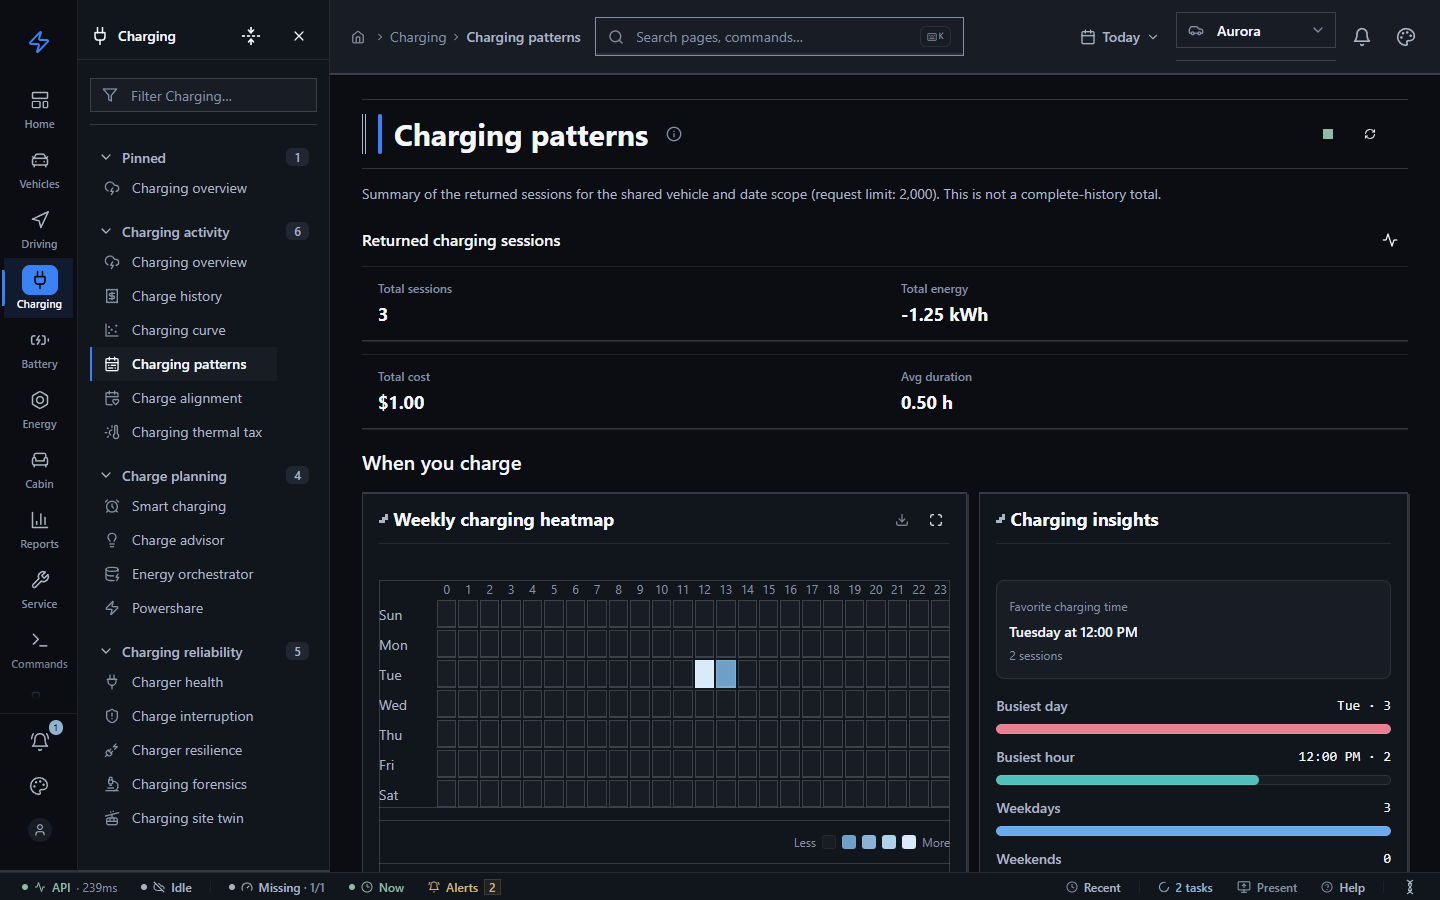 Charging
Charging
Charging patterns
Search pages, commands...
K
Today
Aurora
Home
Vehicles
Driving
Charging
Battery
Energy
Cabin
Reports
Service
Commands
1
Filter Charging...
Pinned
1
Charging overview
Charging activity
6
Charging overview
Charge history
Charging curve
Charging patterns
Charge alignment
Charging thermal tax
Charge planning
4
Smart charging
Charge advisor
Energy orchestrator
Powershare
Charging reliability
5
Charger health
Charge interruption
Charger resilience
Charging forensics
Charging site twin
Charging patterns
Summary of the returned sessions for the shared vehicle and date scope (request limit: 2,000). This is not a complete-history total.
Returned charging sessions
Total sessions
3
Total energy
-1.25 kWh
Total cost
$1.00
Avg duration
0.50 h
When you charge
Weekly charging heatmap
0 1 2 3 4 5 6 7 8 9 10 11 12 13 14 15 16 17 18 19 20 21 22 23
Sun
Mon
Tue
Wed
Thu
Fri
Sat
Less
More
Charging insights
Favorite charging time
Tuesday at 12:00 PM
2 sessions
Busiest day
Tue · 3
Busiest hour
12:00 PM · 2
Weekdays
3
Weekends
0
API · 239ms
Idle
Missing · 1/1
Now
Alerts 2
Recent
2 tasks
Present
Help